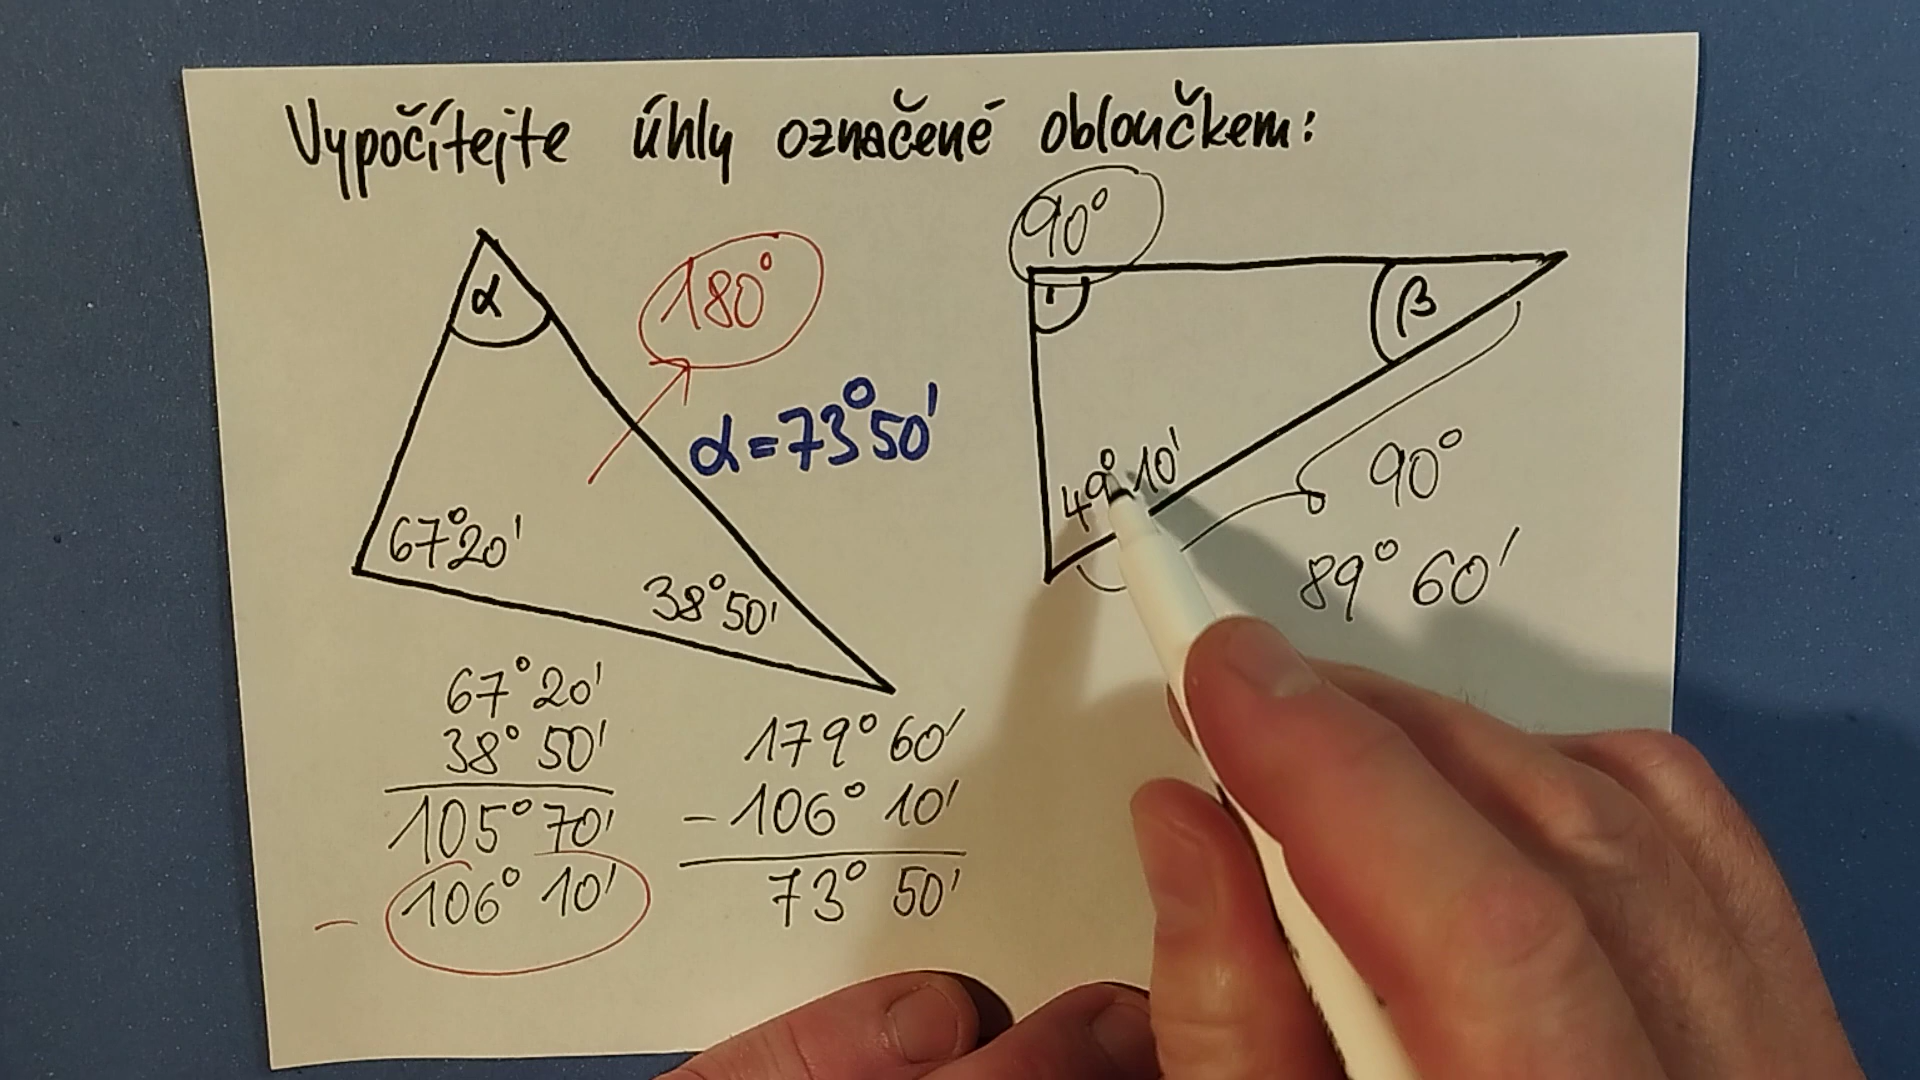 Vypočítejte úhly označené obloučkem:
α
180°
α = 73° 50'
67° 20'
38° 50'
67° 20'
38° 50'
105° 70'
- 106° 10'
179° 60'
- 106° 10'
73° 50'
90°
β
49° 10'
90°
89° 60'